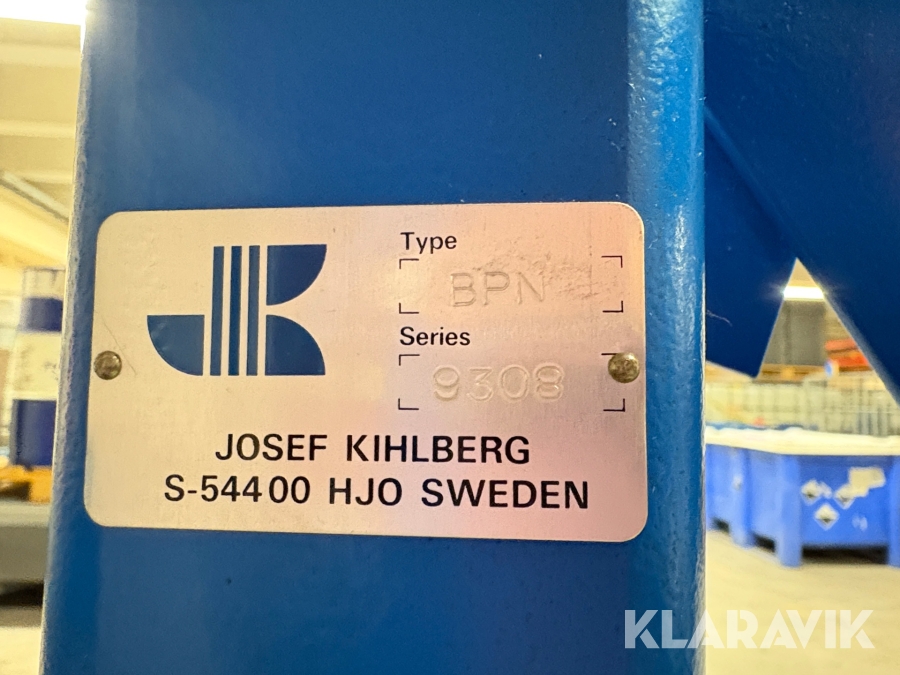 Type
BPN
Series
9308
JOSEF KIHLBERG
S-54400 HJO SWEDEN
KLARAVIK